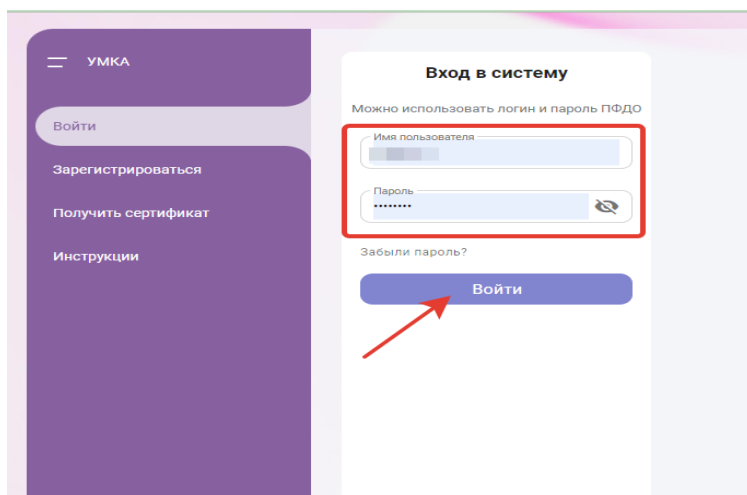 УМКА
Войти
Зарегистрироваться
Получить сертификат
Инструкции
Вход в систему
Можно использовать логин и пароль ПФДО
Имя пользователя
Пароль
••••••••
Забыли пароль?
Войти